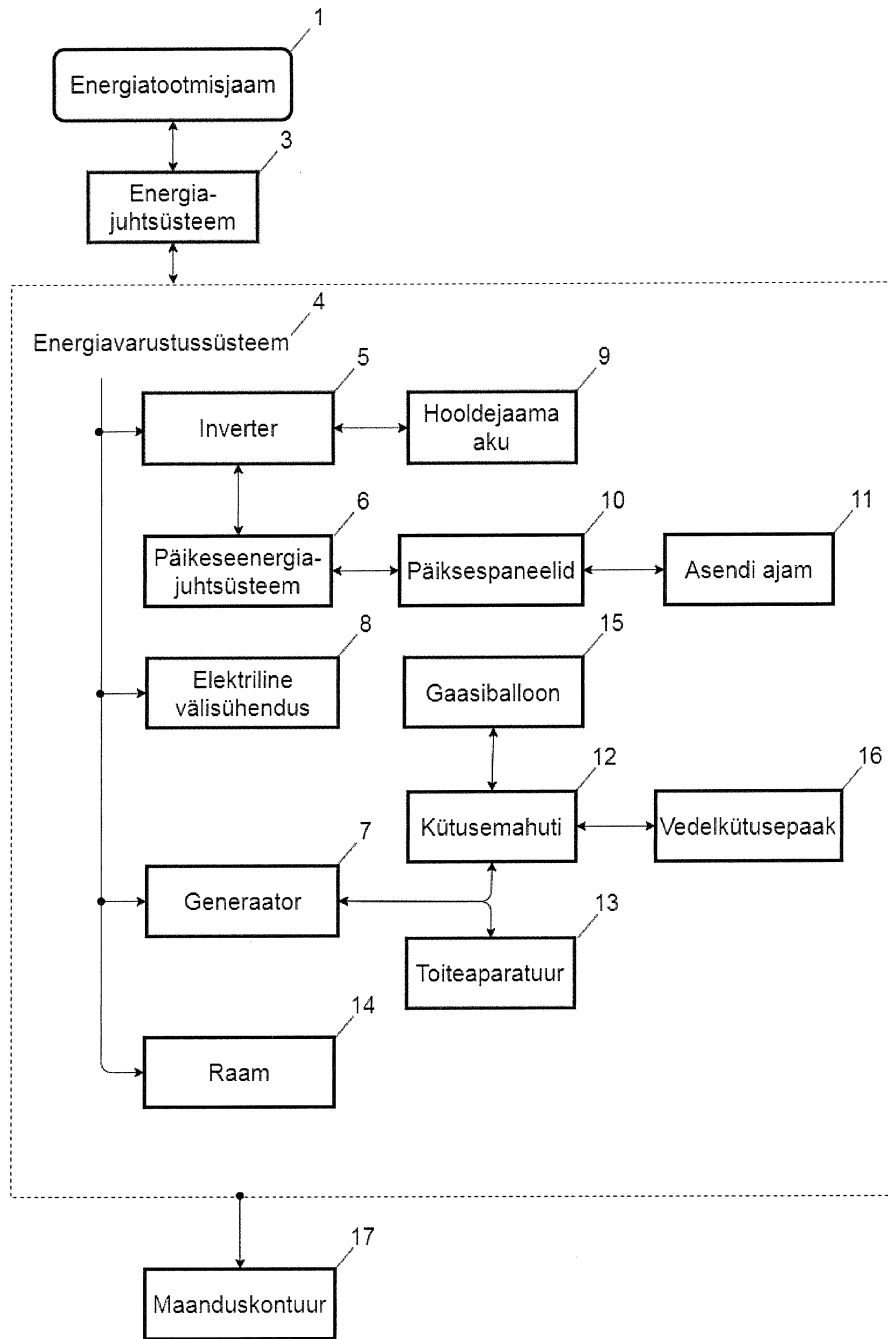 1
Energiatootmisjaam
3
Energia-
juhtsüsteem
4
Energiavarustussüsteem
5
Inverter
9
Hooldejaama
aku
6
Päikeseenergia-
juhtsüsteem
10
Päiksespaneelid
11
Asendi ajam
8
Elektriline
välisühendus
15
Gaasiballoon
12
Kütusemahuti
16
Vedelkütusepaak
7
Generaator
13
Toiteaparatuur
14
Raam
17
Maanduskontuur